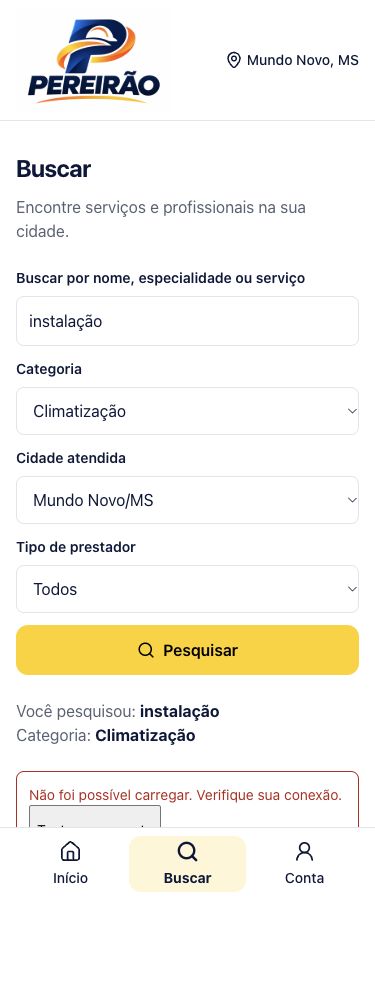 PEREIRÃO
Mundo Novo, MS
Buscar
Encontre serviços e profissionais na sua
cidade.
Buscar por nome, especialidade ou serviço
instalação
Categoria
Climatização
Cidade atendida
Mundo Novo/MS
Tipo de prestador
Todos
Pesquisar
Você pesquisou: instalação
Categoria: Climatização
Não foi possível carregar. Verifique sua conexão.
Início
Buscar
Conta